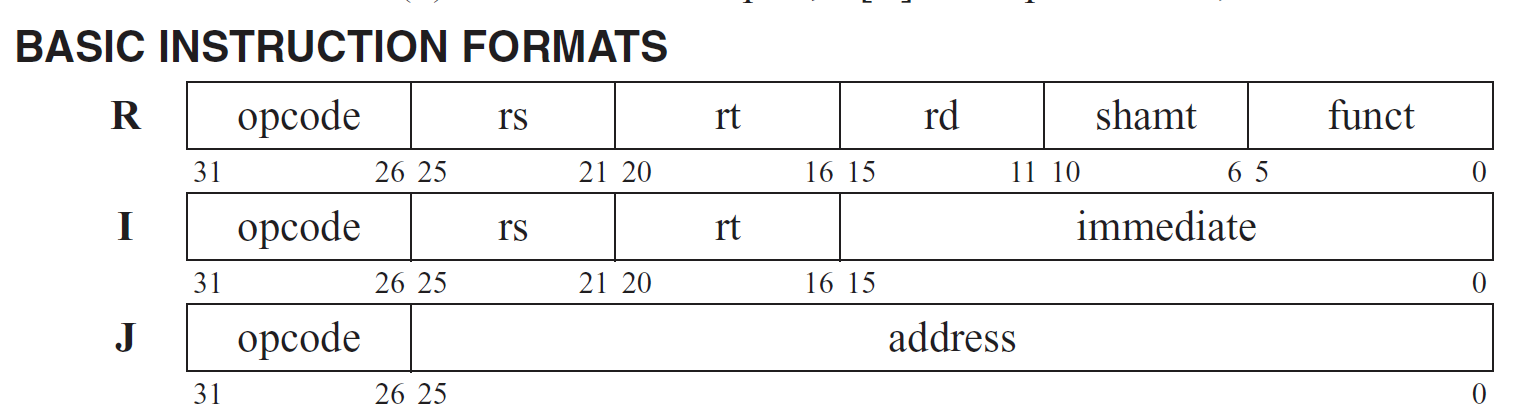 BASIC INSTRUCTION FORMATS
R opcode rs rt rd shamt funct
31 26 25 21 20 16 15 11 10 6 5 0
I opcode rs rt immediate
31 26 25 21 20 16 15 0
J opcode address
31 26 25 0